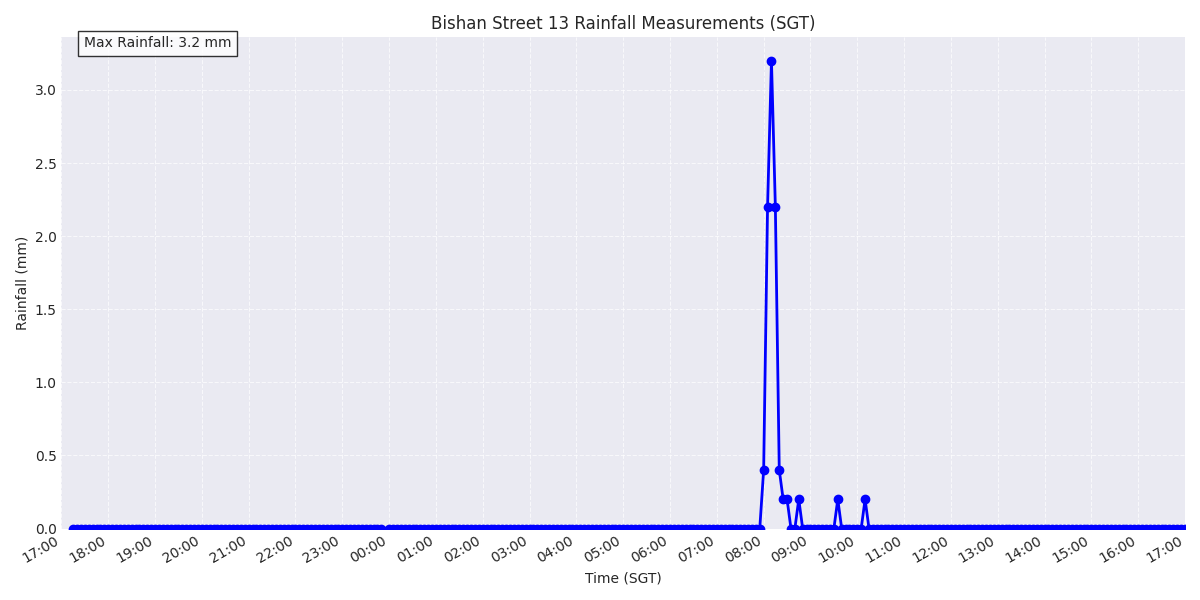 Bishan Street 13 Rainfall Measurements (SGT)
Max Rainfall: 3.2 mm
3.0
2.5
2.0
1.5
1.0
0.5
0.0
Rainfall (mm)
17:00 18:00 19:00 20:00 21:00 22:00 23:00 00:00 01:00 02:00 03:00 04:00 05:00 06:00 07:00 08:00 09:00 10:00 11:00 12:00 13:00 14:00 15:00 16:00 17:00
Time (SGT)